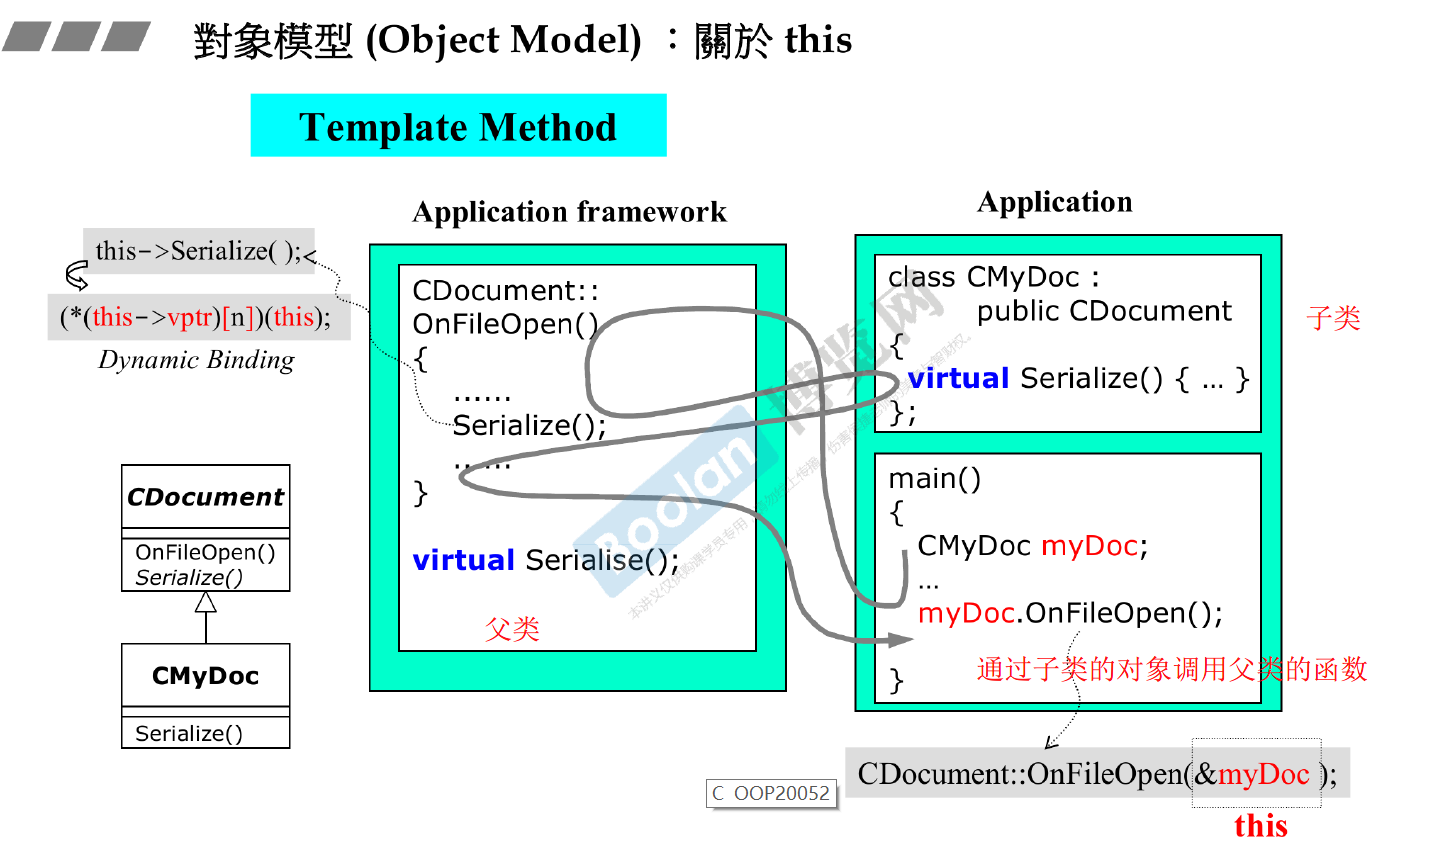 對象模型 (Object Model) ：關於 this
Template Method
Application framework
Application
this->Serialize( );
(*(this->vptr)[n])(this);
Dynamic Binding
CDocument::
OnFileOpen()
{
……
Serialize();
……
}
virtual Serialise();
父类
class CMyDoc :
public CDocument
{
virtual Serialize() { … }
};
子类
main()
{
CMyDoc myDoc;
…
myDoc.OnFileOpen();
通过子类的对象调用父类的函数
}
CDocument::OnFileOpen(&myDoc );
this
CDocument
OnFileOpen()
Serialize()
CMyDoc
Serialize()
C OOP20052
Boolan 博览网